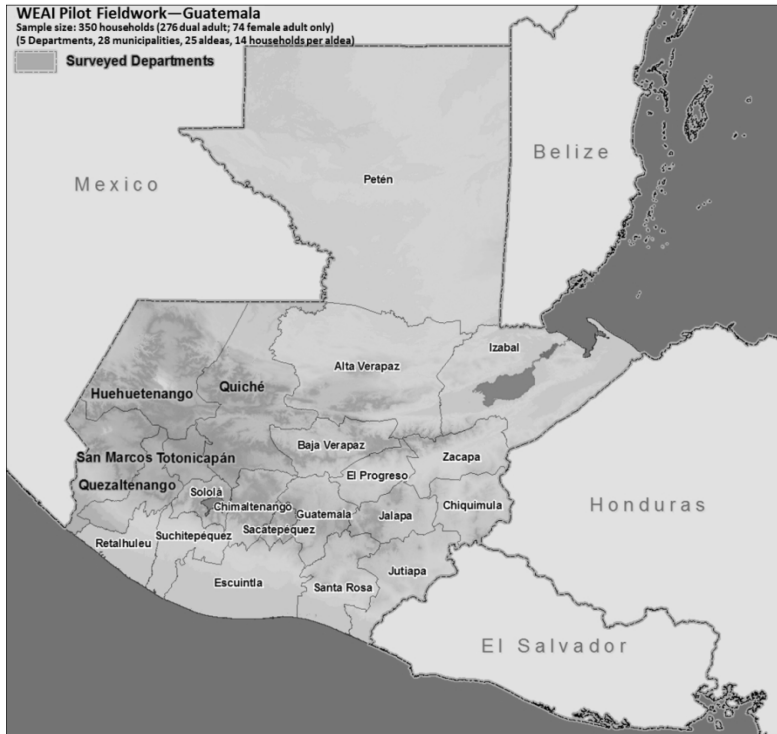 WEAI Pilot Fieldwork—Guatemala
Sample size: 350 households (276 dual adult; 74 female adult only)
(5 Departments, 28 municipalities, 25 aldeas, 14 households per aldea)
Surveyed Departments
Belize
Mexico
Petén
Izabal
Alta Verapaz
Quiché
Huehuetenango
Baja Verapaz
San Marcos
Totonicapán
Zacapa
El Progreso
Quezaltenango
Sololà
Chimaltenango
Guatemala
Jalapa
Chiquimula
Honduras
Sacatepéquez
Retalhuleu
Suchitepéquez
Jutiapa
Escuintla
Santa Rosa
El Salvador